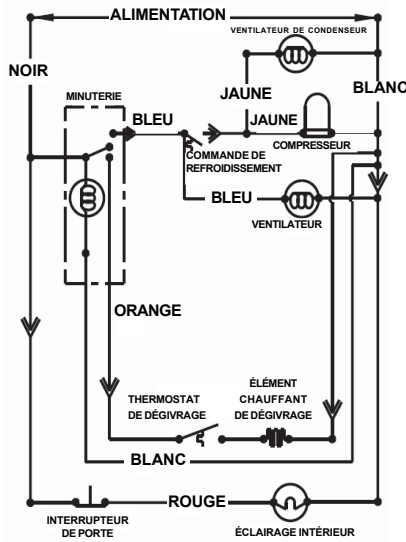 ALIMENTATION
VENTILATEUR DE CONDENSEUR
NOIR
MINUTERIE
JAUNE
BLANC
BLEU
JAUNE
COMMANDE DE
REFROIDISSEMENT
COMPRESSEUR
BLEU
VENTILATEUR
ORANGE
THERMOSTAT
DE DÉGIVRAGE
ÉLÉMENT
CHAUFFANT
DE DÉGIVRAGE
BLANC
ROUGE
INTERRUPTEUR
DE PORTE
ÉCLAIRAGE INTÉRIEUR